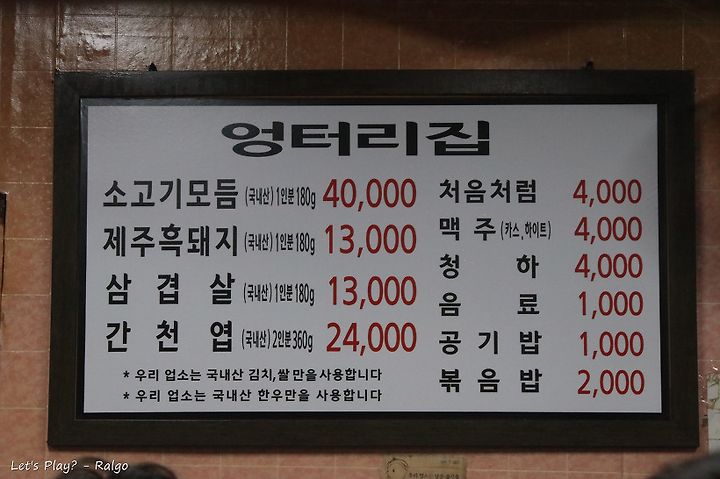 엉터리집
소고기모듬 (국내산) 1인분 180g 40,000
제주흑돼지 (국내산) 1인분 180g 13,000
삼 겹 살 (국내산) 1인분 180g 13,000
간 천 엽 (국내산) 2인분 360g 24,000
* 우리 업소는 국내산 김치,쌀 만을 사용합니다
* 우리 업소는 국내산 한우만을 사용합니다
처음처럼 4,000
맥 주 (카스,하이트) 4,000
청 하 4,000
음 료 1,000
공 기 밥 1,000
볶 음 밥 2,000
Let's Play? - Ralgo